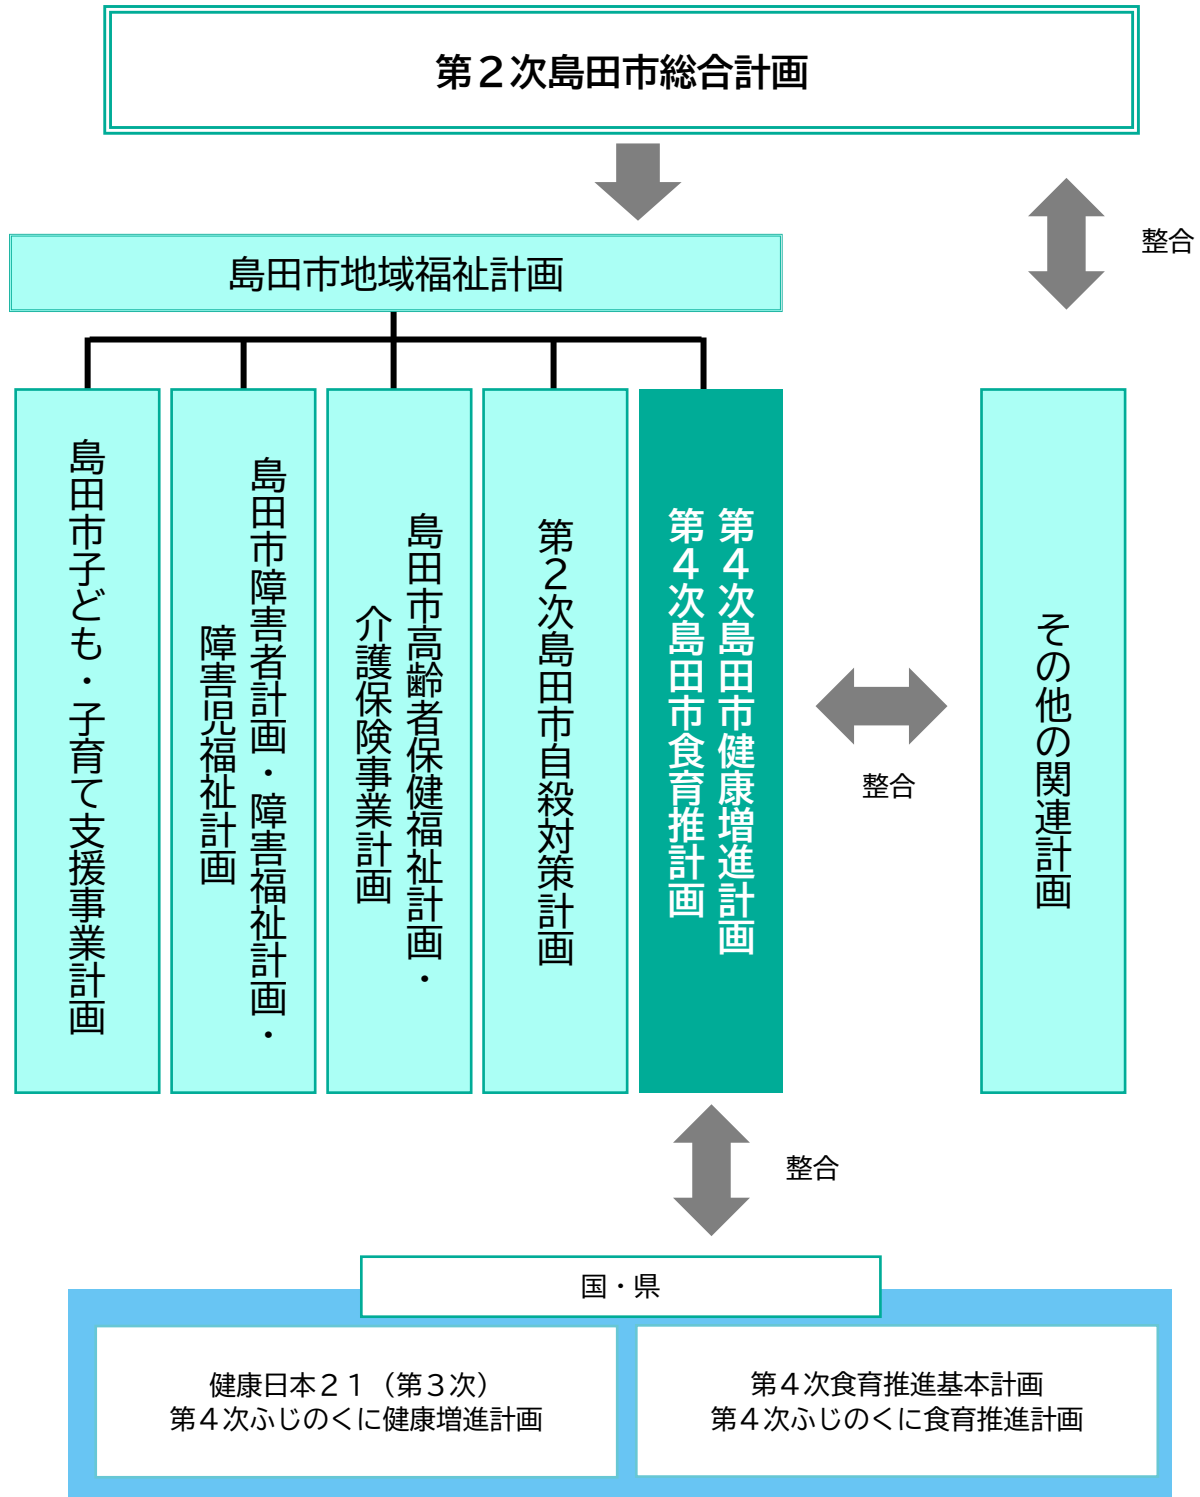 第２次島田市総合計画
整合
島田市地域福祉計画
島田市子ども・子育て支援事業計画
島田市障害者計画・障害福祉計画・
障害児福祉計画
島田市高齢者保健福祉計画・
介護保険事業計画
第２次島田市自殺対策計画
第４次島田市健康増進計画
第４次島田市食育推計画
整合
その他の関連計画
整合
国・県
健康日本２１（第３次）
第４次ふじのくに健康増進計画
第４次食育推進基本計画
第４次ふじのくに食育推進計画